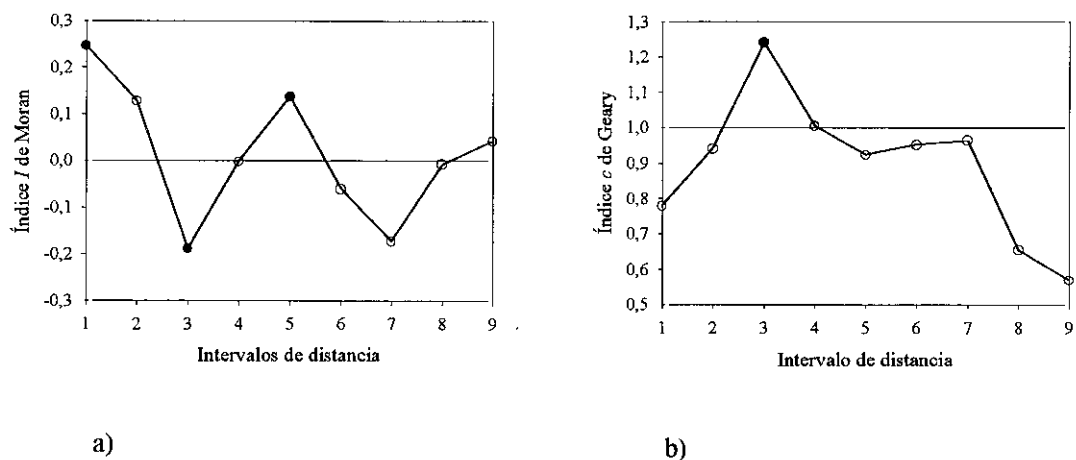 0,3
0,2
0,1
0,0
-0,1
-0,2
-0,3
Índice I de Moran
1 2 3 4 5 6 7 8 9
Intervalos de distancia
a)
1,3
1,2
1,1
1,0
0,9
0,8
0,7
0,6
0,5
Índice c de Geary
1 2 3 4 5 6 7 8 9
Intervalo de distancia
b)